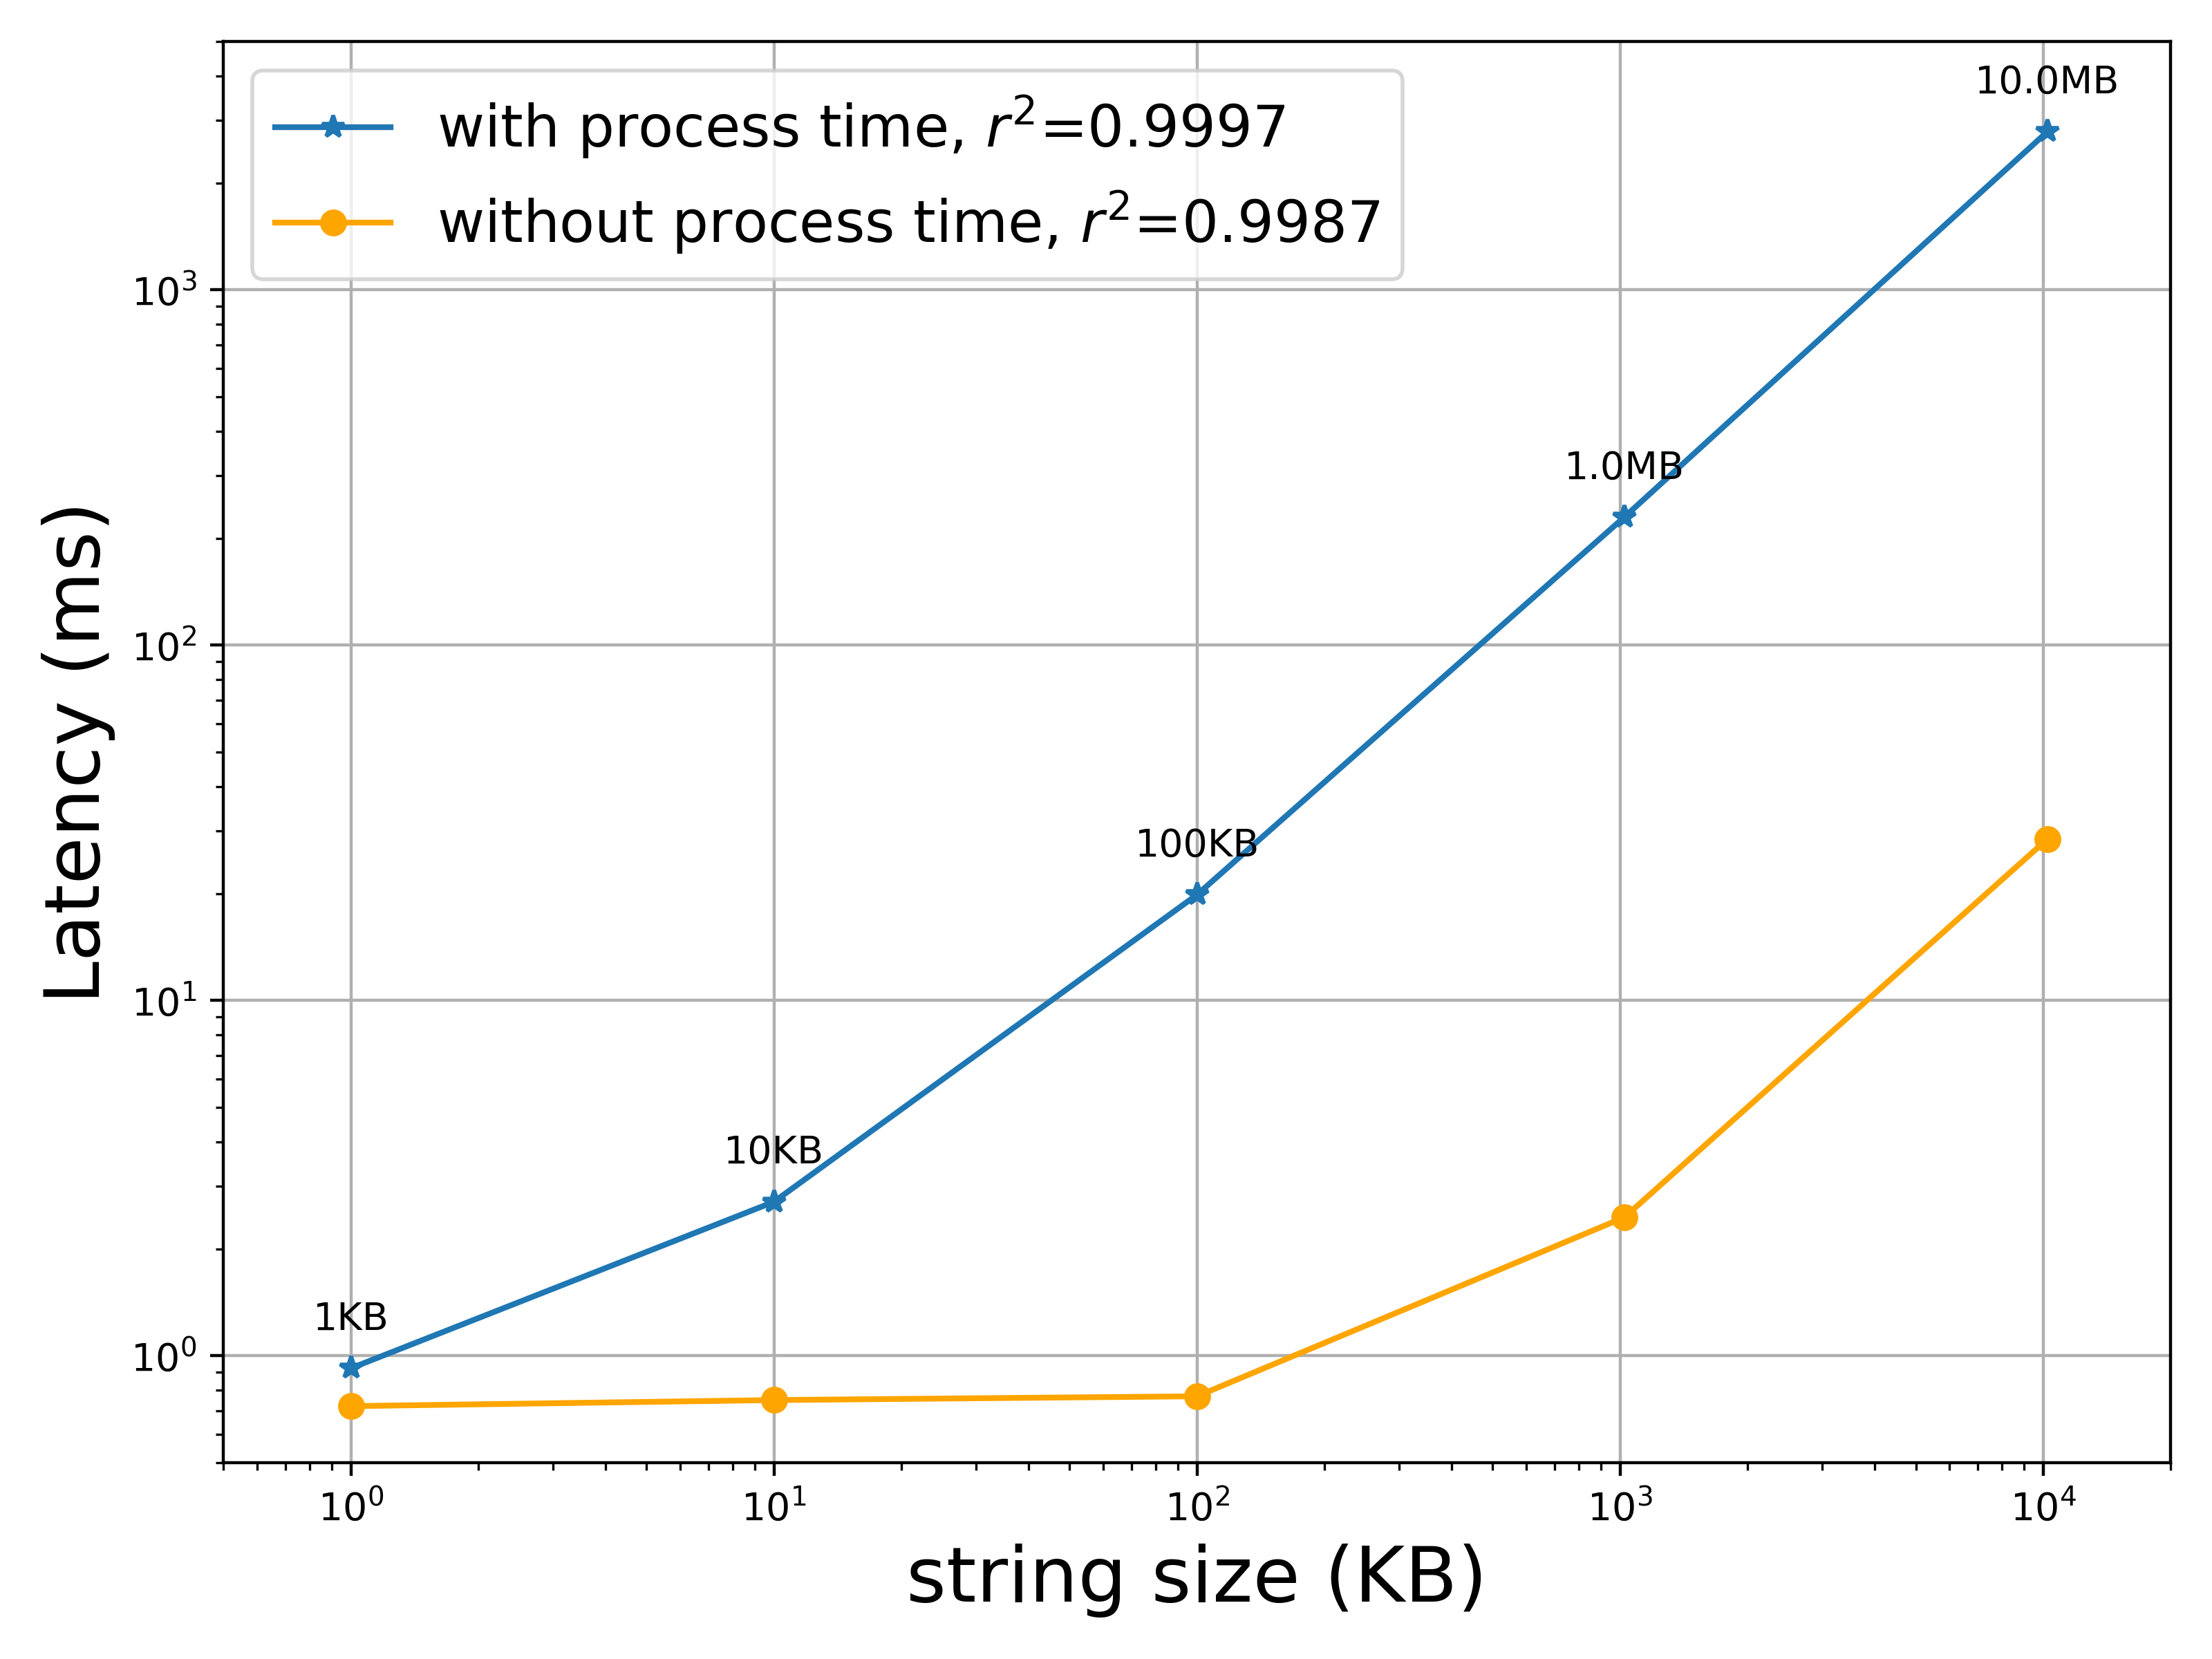 with process time, r²=0.9997
without process time, r²=0.9987
10.0MB
10³
1.0MB
10²
100KB
10¹
10KB
1KB
10⁰
Latency (ms)
10⁰ 10¹ 10² 10³ 10⁴
string size (KB)